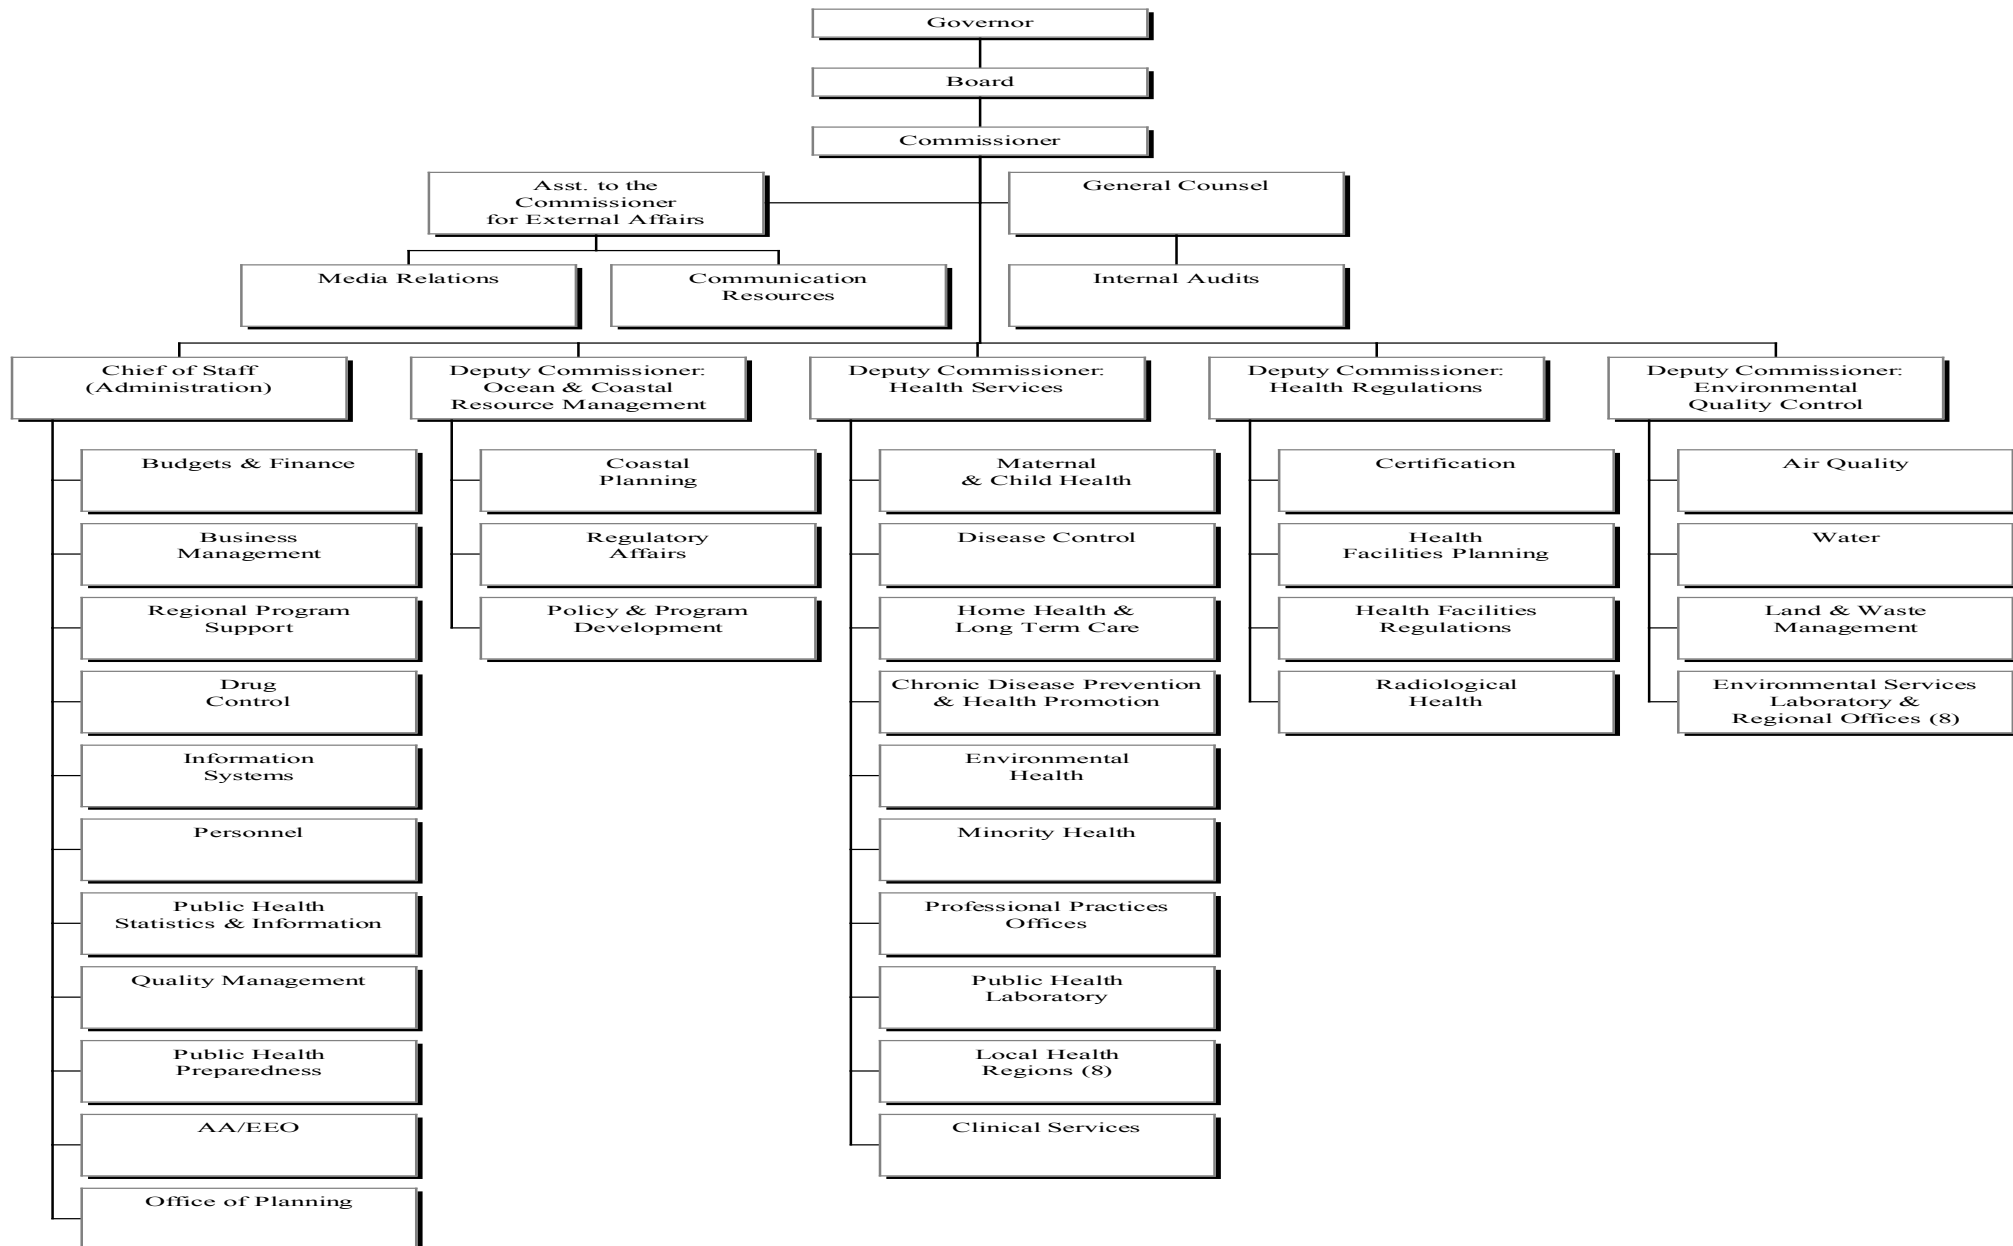 Governor
Board
Commissioner
Asst. to the
Commissioner
for External Affairs
General Counsel
Media Relations
Communication
Resources
Internal Audits
Chief of Staff
(Administration)
Deputy Commissioner:
Ocean & Coastal
Resource Management
Deputy Commissioner:
Health Services
Deputy Commissioner:
Health Regulations
Deputy Commissioner:
Environmental
Quality Control
Budgets & Finance
Business
Management
Regional Program
Support
Drug
Control
Information
Systems
Personnel
Public Health
Statistics & Information
Quality Management
Public Health
Preparedness
AA/EEO
Office of Planning
Coastal
Planning
Regulatory
Affairs
Policy & Program
Development
Maternal
& Child Health
Disease Control
Home Health &
Long Term Care
Chronic Disease Prevention
& Health Promotion
Environmental
Health
Minority Health
Professional Practices
Offices
Public Health
Laboratory
Local Health
Regions (8)
Clinical Services
Certification
Health
Facilities Planning
Health Facilities
Regulations
Radiological
Health
Air Quality
Water
Land & Waste
Management
Environmental Services
Laboratory &
Regional Offices (8)